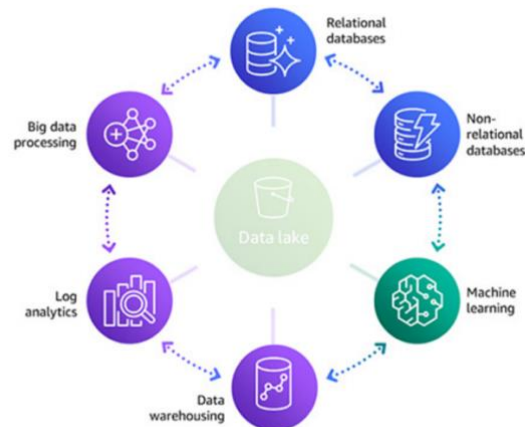 Relational
databases
Big data
processing
Non-
relational
databases
Data lake
Log
analytics
Machine
learning
Data
warehousing